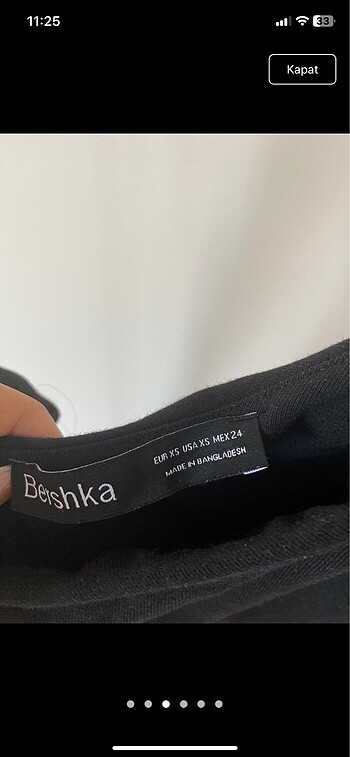 11:25
33
Kapat
Bershka
EUR XS USA XS MEX 24
MADE IN BANGLADESH